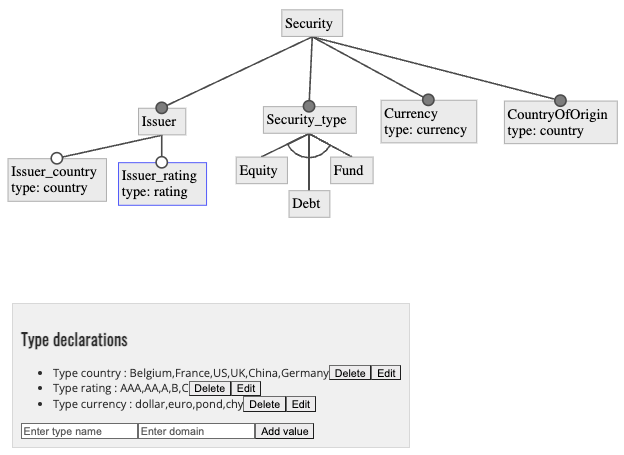 Security
Issuer
Security_type
Currency
type: currency
CountryOfOrigin
type: country
Issuer_country
type: country
Issuer_rating
type: rating
Equity
Fund
Debt
Type declarations
Type country : Belgium,France,US,UK,China,Germany Delete Edit
Type rating : AAA,AA,A,B,C Delete Edit
Type currency : dollar,euro,pond,chy Delete Edit
Enter type name Enter domain Add value